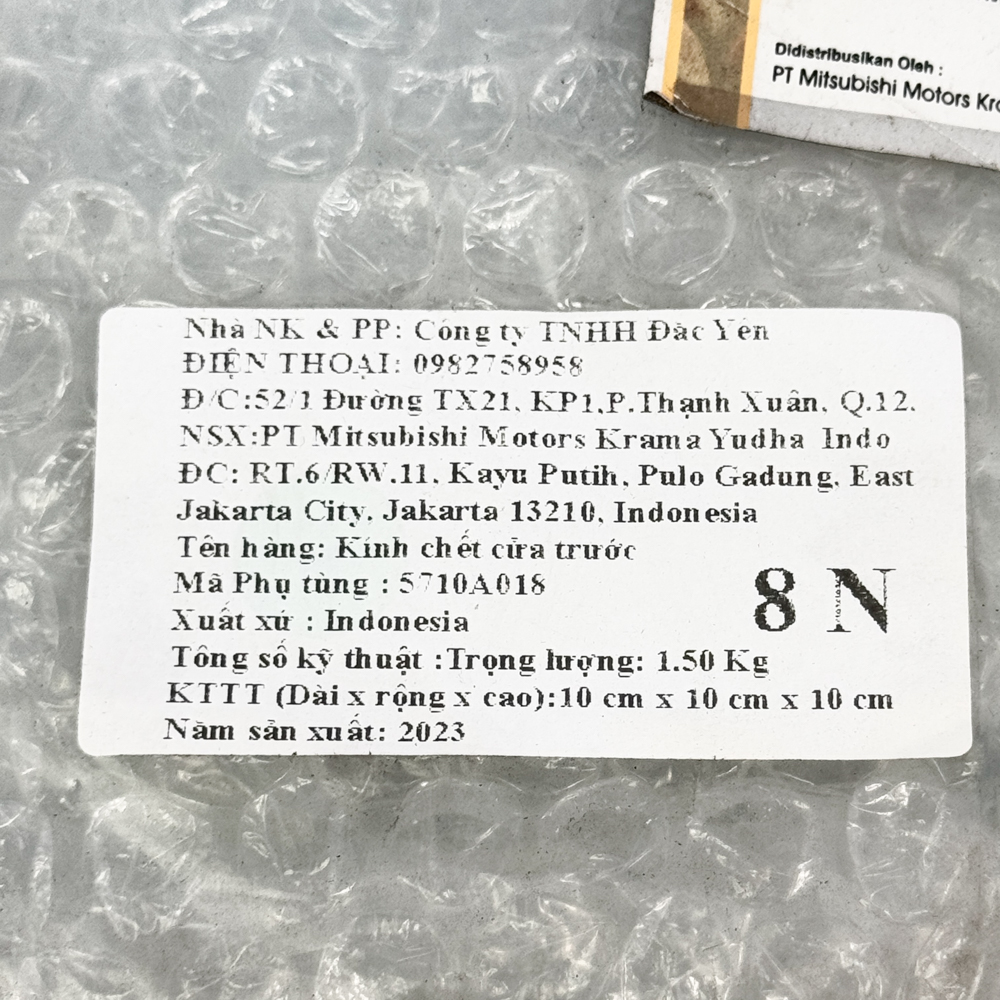 Didistribusikan Oleh :
PT Mitsubishi Motors Kra
Nhà NK & PP: Công ty TNHH Đắc Yên
ĐIỆN THOẠI: 0982758958
Đ/C:52/1 Đường TX21, KP1,P.Thạnh Xuân, Q.12.
NSX:PT Mitsubishi Motors Krama Yudha Indo
ĐC: RT.6/RW.11, Kayu Putih, Pulo Gadung, East
Jakarta City, Jakarta 13210, Indonesia
Tên hàng: Kính chết cửa trước
Mã Phụ tùng : 5710A018
8 N
Xuất xứ : Indonesia
Tông số kỹ thuật :Trọng lượng: 1.50 Kg
KTTT (Dài x rộng x cao):10 cm x 10 cm x 10 cm
Năm sản xuất: 2023